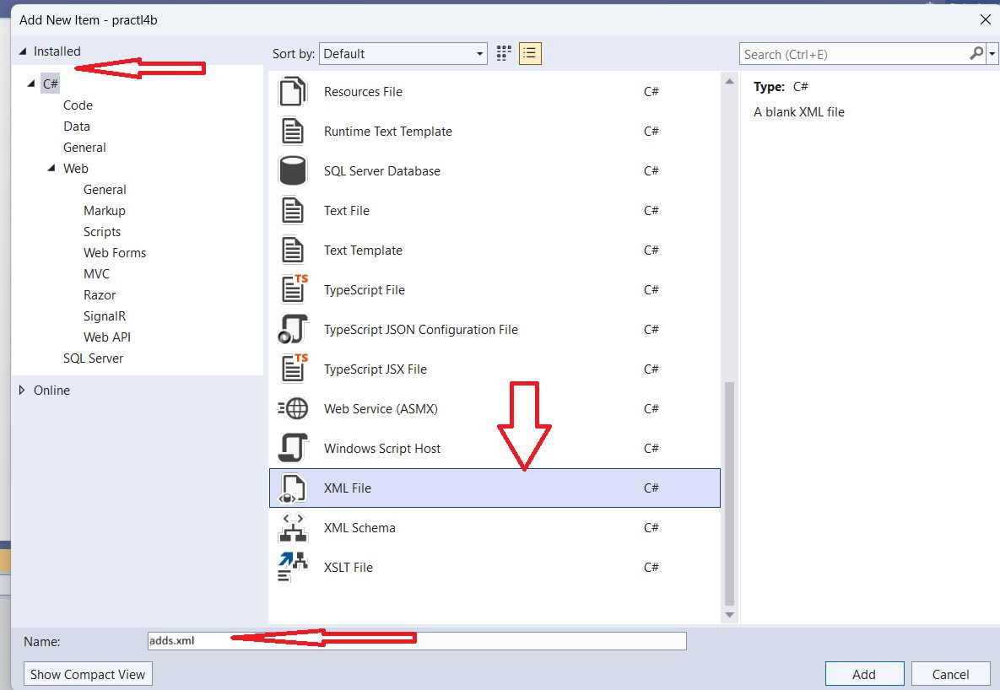 Add New Item - practl4b
Installed
C#
Code
Data
General
Web
General
Markup
Scripts
Web Forms
MVC
Razor
SignalR
Web API
SQL Server
Online
Sort by: Default
Search (Ctrl+E)
Resources File C#
Runtime Text Template C#
SQL Server Database C#
Text File C#
Text Template C#
TS
TypeScript File C#
TypeScript JSON Configuration File C#
TS
TypeScript JSX File C#
Web Service (ASMX) C#
Windows Script Host C#
XML File C#
XML Schema C#
XSLT File C#
Type: C#
A blank XML file
Name: adds.xml
Show Compact View
Add
Cancel